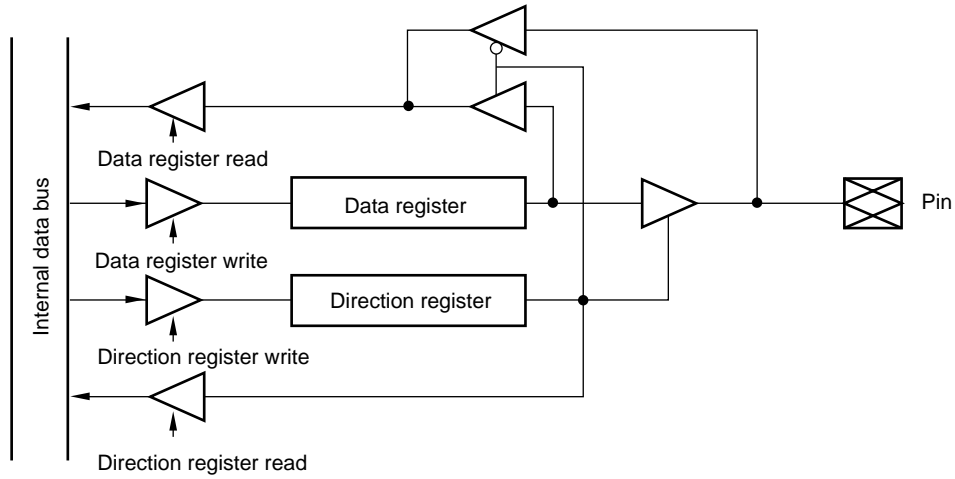 Data register read
Data register
Pin
Data register write
Internal data bus
Direction register
Direction register write
Direction register read